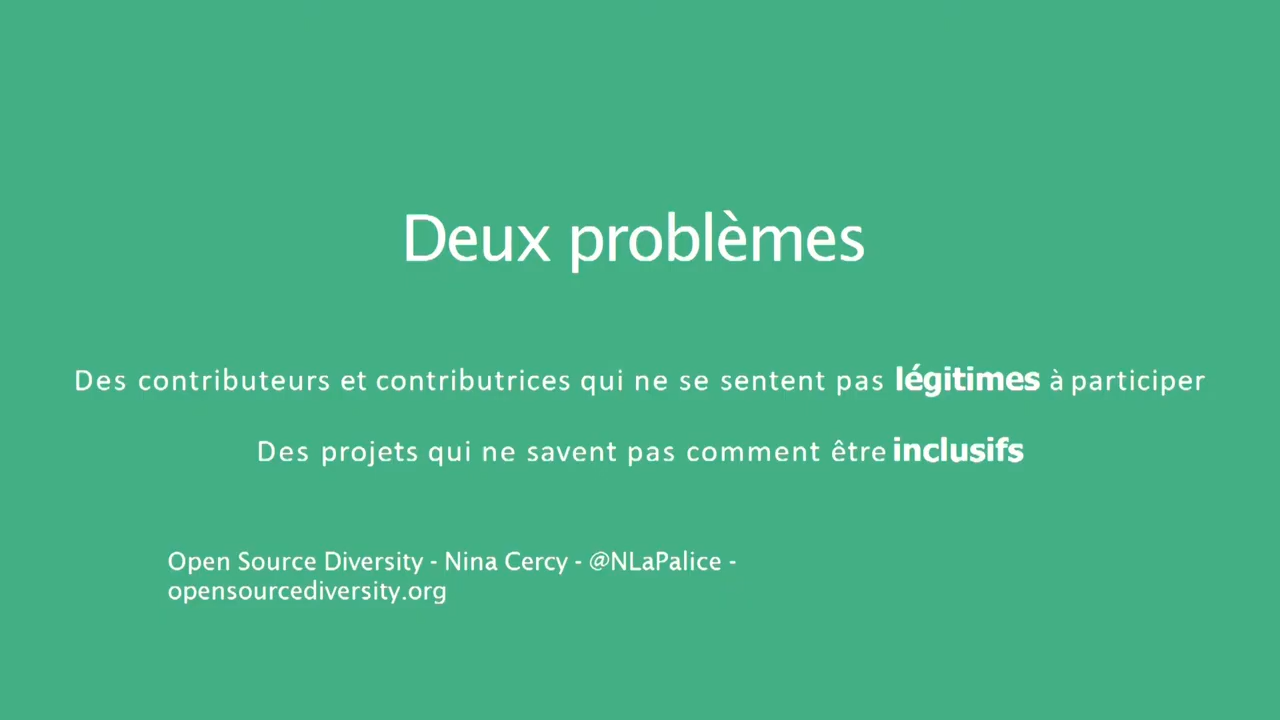 Deux problèmes
Des contributeurs et contributrices qui ne se sentent pas légitimes à participer
Des projets qui ne savent pas comment être inclusifs
Open Source Diversity - Nina Cercy - @NLaPalice -
opensourcediversity.org